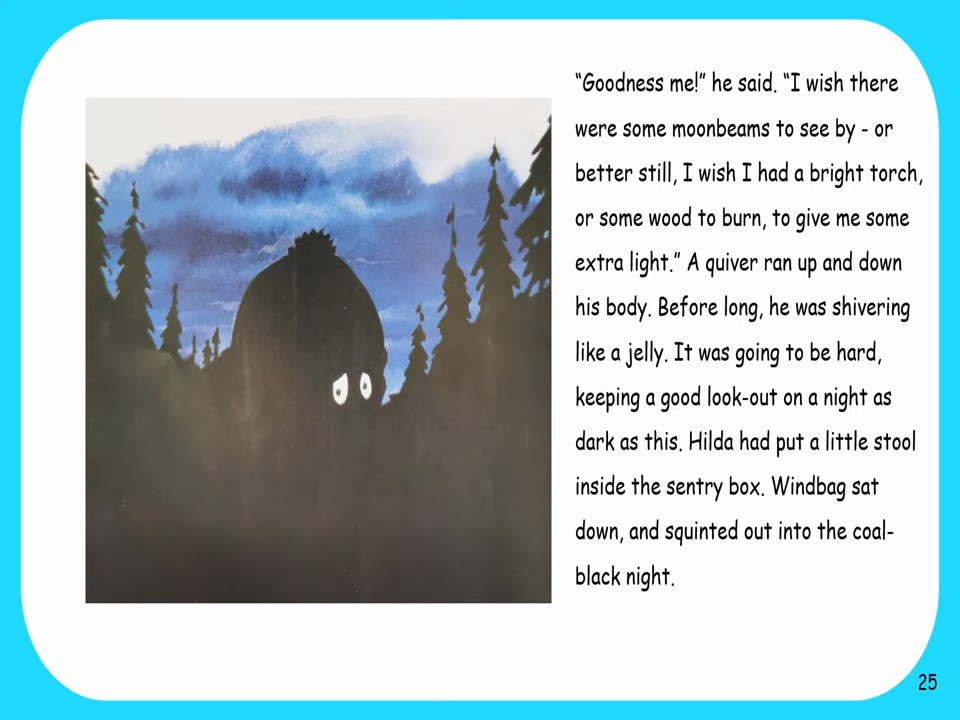 “Goodness me!” he said. “I wish there
were some moonbeams to see by - or
better still, I wish I had a bright torch,
or some wood to burn, to give me some
extra light.” A quiver ran up and down
his body. Before long, he was shivering
like a jelly. It was going to be hard,
keeping a good look-out on a night as
dark as this. Hilda had put a little stool
inside the sentry box. Windbag sat
down, and squinted out into the coal-
black night.
25